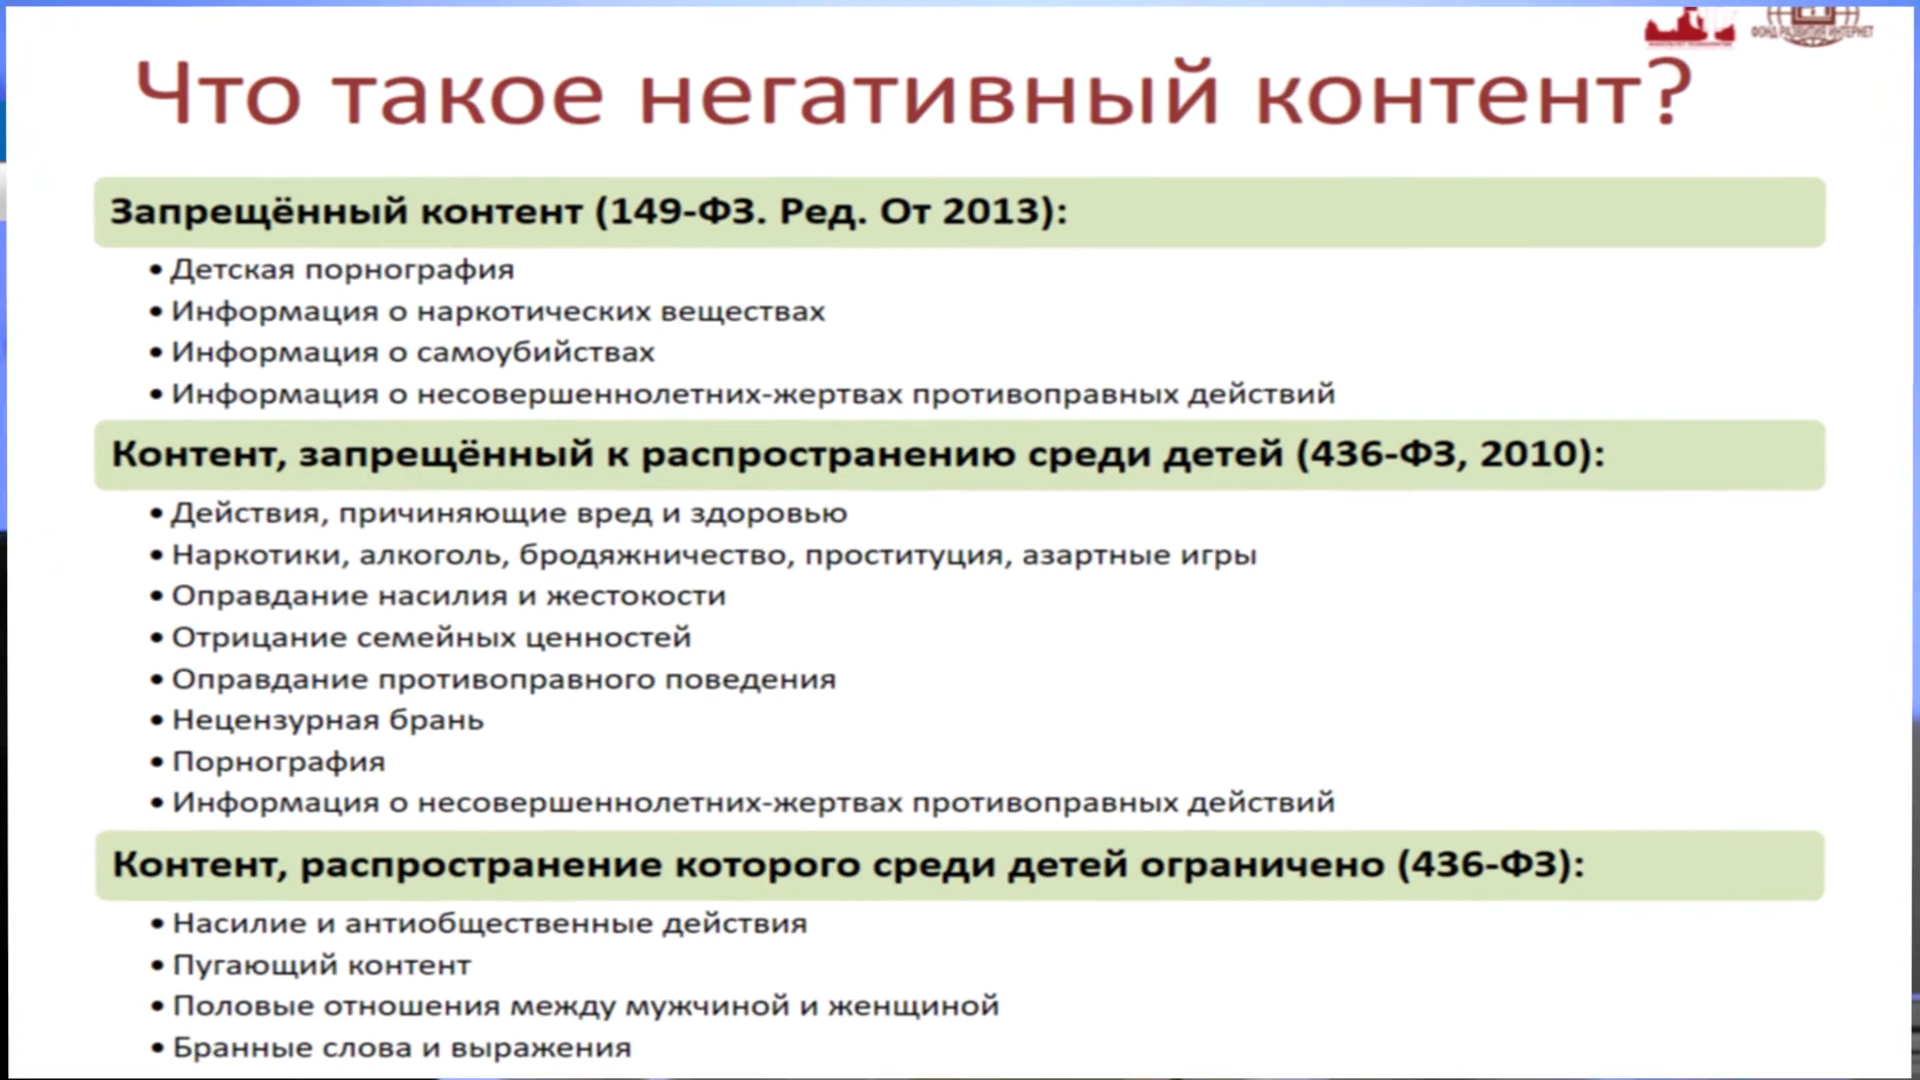 ФОНД РАЗВИТИЯ ИНТЕРНЕТ
Что такое негативный контент?
Запрещённый контент (149-ФЗ. Ред. От 2013):
• Детская порнография
• Информация о наркотических веществах
• Информация о самоубийствах
• Информация о несовершеннолетних-жертвах противоправных действий
Контент, запрещённый к распространению среди детей (436-ФЗ, 2010):
• Действия, причиняющие вред и здоровью
• Наркотики, алкоголь, бродяжничество, проституция, азартные игры
• Оправдание насилия и жестокости
• Отрицание семейных ценностей
• Оправдание противоправного поведения
• Нецензурная брань
• Порнография
• Информация о несовершеннолетних-жертвах противоправных действий
Контент, распространение которого среди детей ограничено (436-ФЗ):
• Насилие и антиобщественные действия
• Пугающий контент
• Половые отношения между мужчиной и женщиной
• Бранные слова и выражения